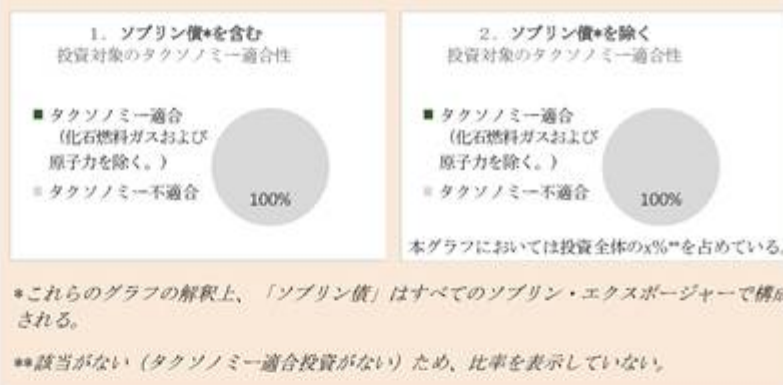 1. ソブリン債*を含む
投資対象のタクソノミー適合性
■ タクソノミー適合
（化石燃料ガスおよび
原子力を除く。）
■ タクソノミー不適合
100%
2. ソブリン債*を除く
投資対象のタクソノミー適合性
■ タクソノミー適合
（化石燃料ガスおよび
原子力を除く。）
■ タクソノミー不適合
100%
本グラフにおいては投資全体のx%**を占めている。
*これらのグラフの解釈上、「ソブリン債」はすべてのソブリン・エクスポージャーで構成
される。
**該当がない（タクソノミー適合投資がない）ため、比率を表示していない。